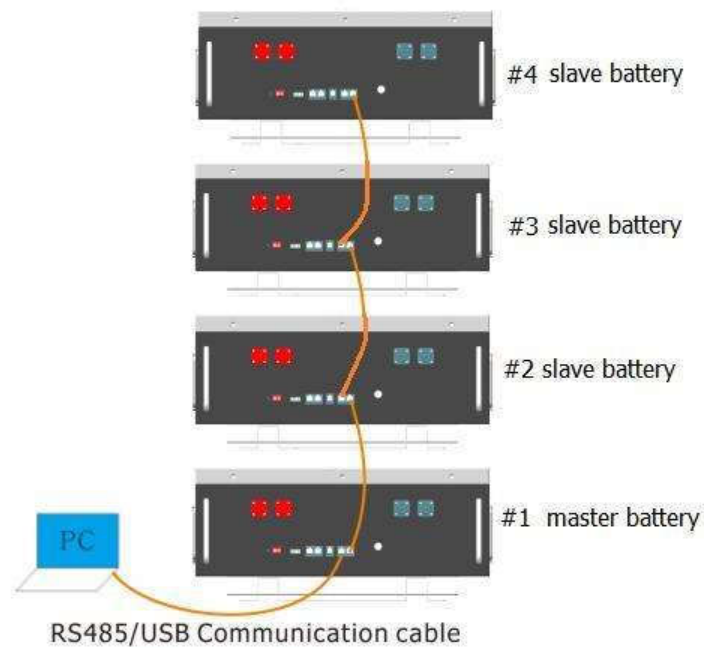 #4 slave battery
#3 slave battery
#2 slave battery
#1 master battery
PC
RS485/USB Communication cable